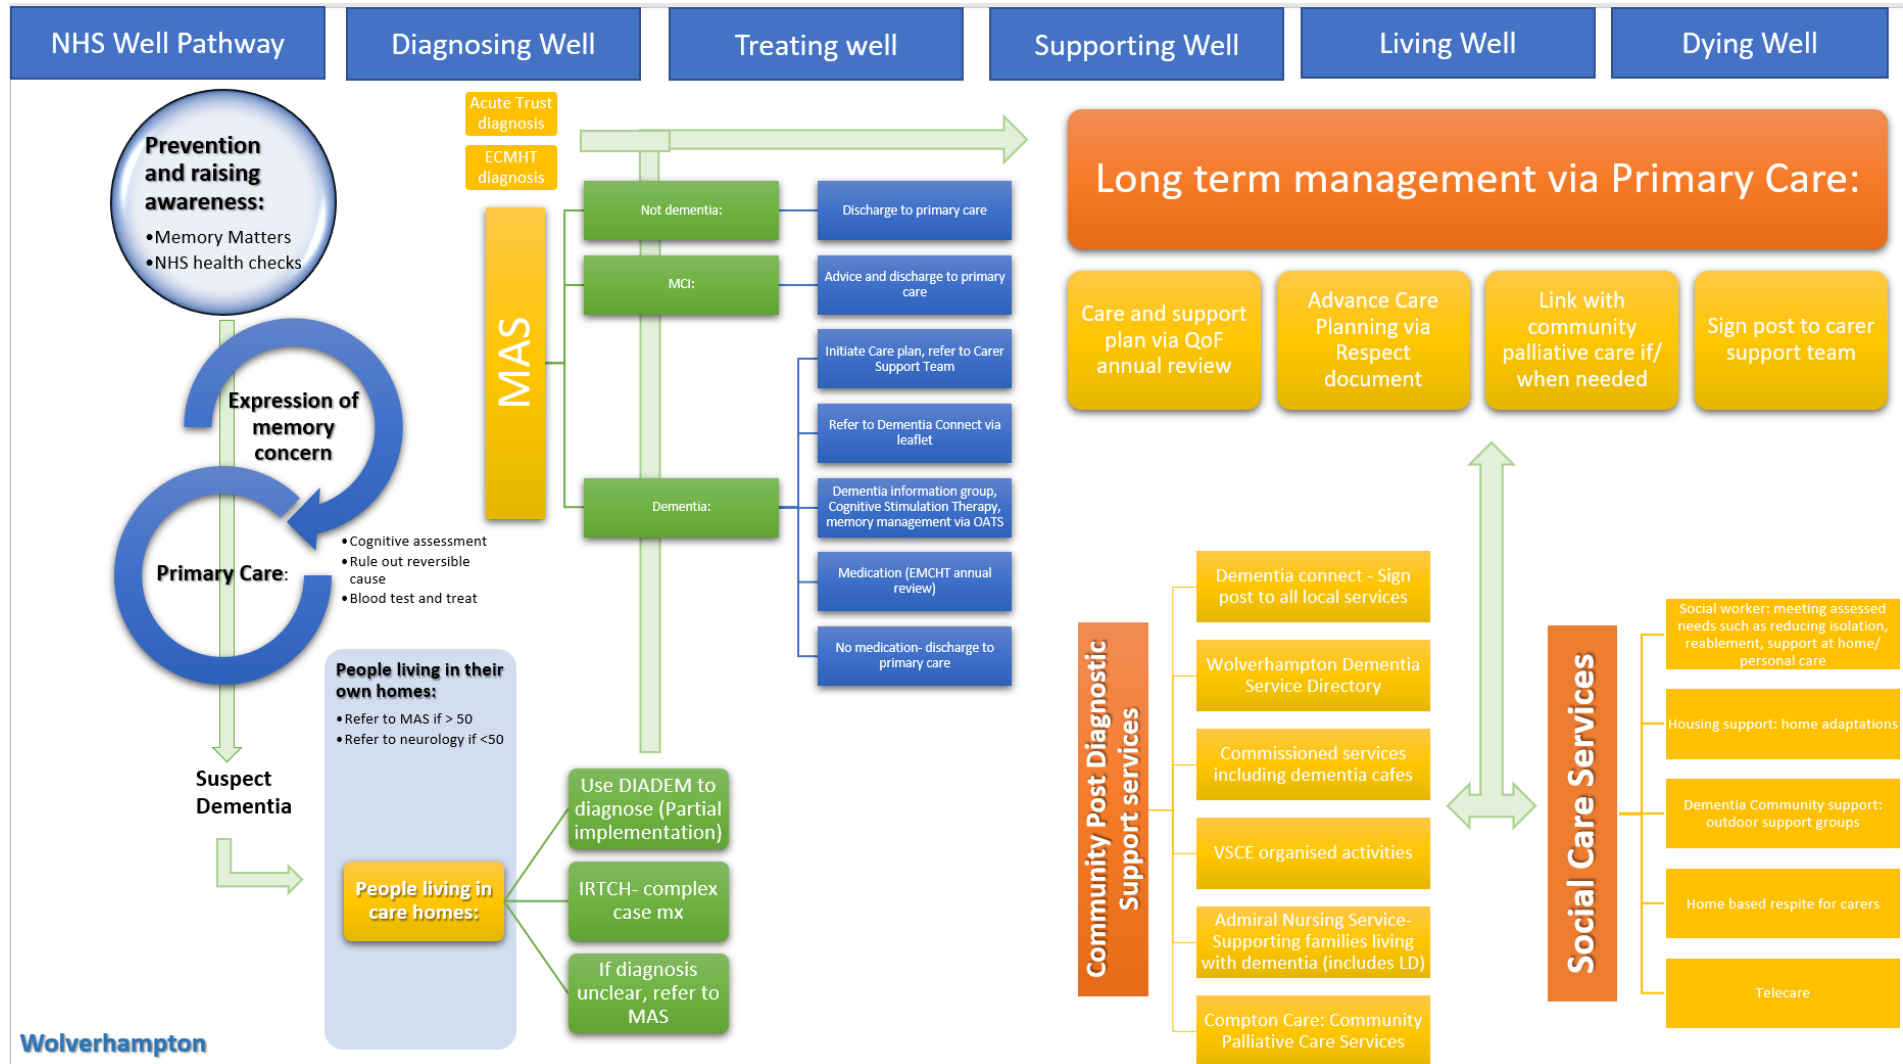 NHS Well Pathway
Diagnosing Well
Treating well
Supporting Well
Living Well
Dying Well
Prevention
and raising
awareness:
•Memory Matters
•NHS health checks
Expression of
memory
concern
Primary Care:
•Cognitive assessment
•Rule out reversible
cause
•Blood test and treat
Suspect
Dementia
People living in their
own homes:
•Refer to MAS if > 50
•Refer to neurology if <50
People living in
care homes:
Use DIADEM to
diagnose (Partial
implementation)
IRTCH- complex
case mx
If diagnosis
unclear, refer to
MAS
Acute Trust
diagnosis
ECMHT
diagnosis
MAS
Not dementia:
Discharge to primary care
MCI:
Advice and discharge to primary
care
Dementia:
Initiate Care plan, refer to Carer
Support Team
Refer to Dementia Connect via
leaflet
Dementia information group,
Cognitive Stimulation Therapy,
memory management via OATS
Medication (EMCHT annual
review)
No medication- discharge to
primary care
Long term management via Primary Care:
Care and support
plan via QoF
annual review
Advance Care
Planning via
Respect
document
Link with
community
palliative care if/
when needed
Sign post to carer
support team
Community Post Diagnostic
Support services
Dementia connect - Sign
post to all local services
Wolverhampton Dementia
Service Directory
Commissioned services
including dementia cafes
VSCE organised activities
Admiral Nursing Service-
Supporting families living
with dementia (includes LD)
Compton Care: Community
Palliative Care Services
Social Care Services
Social worker: meeting assessed
needs such as reducing isolation,
reablement, support at home/
personal care
Housing support: home adaptations
Dementia Community support:
outdoor support groups
Home based respite for carers
Telecare
Wolverhampton